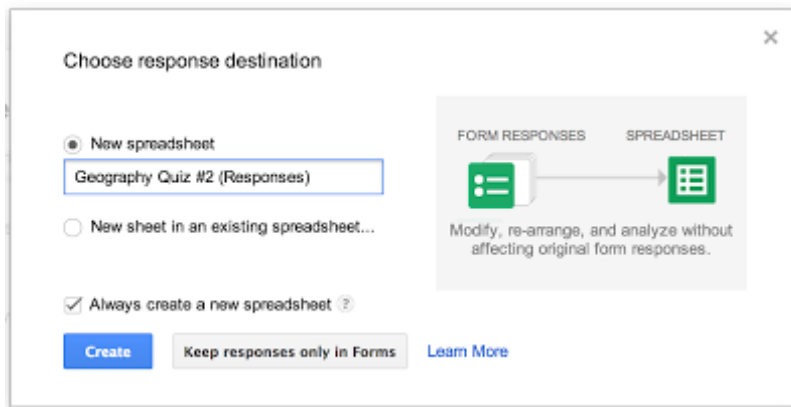 Choose response destination
New spreadsheet
Geography Quiz #2 (Responses)
New sheet in an existing spreadsheet...
Always create a new spreadsheet ?
Create
Keep responses only in Forms
Learn More
FORM RESPONSES
SPREADSHEET
Modify, re-arrange, and analyze without
affecting original form responses.